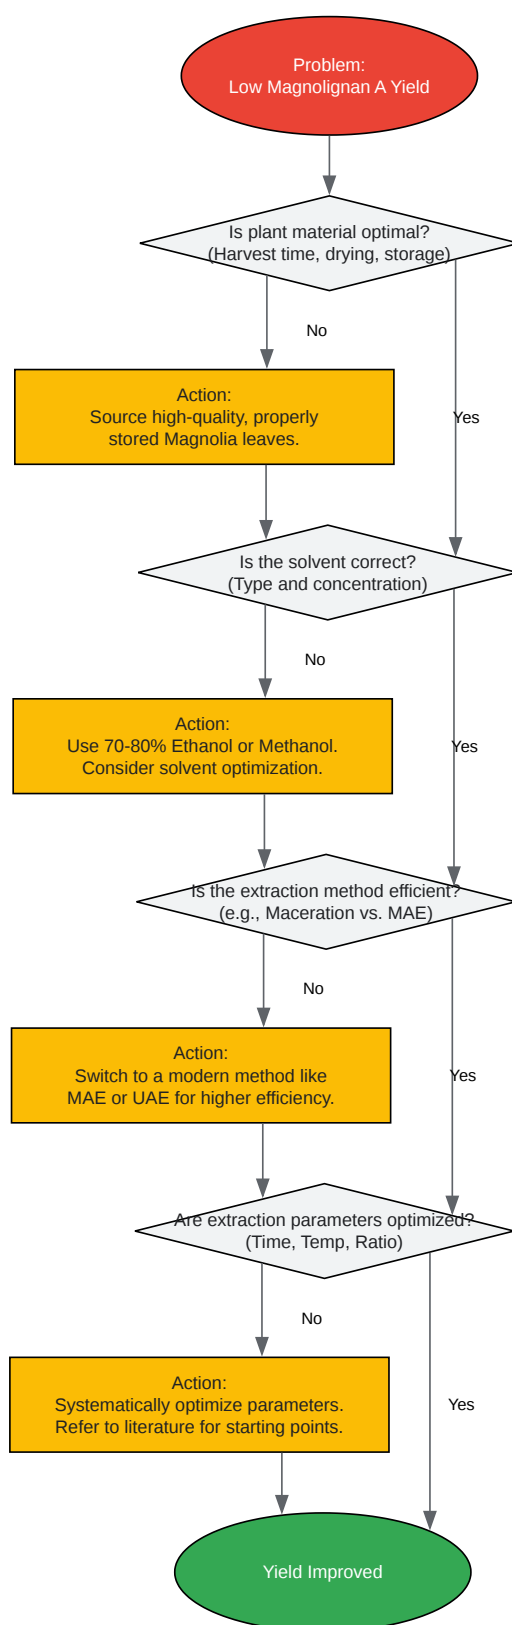 Problem:
Low Magnolignan A Yield
Is plant material optimal?
(Harvest time, drying, storage)
No
Yes
Action:
Source high-quality, properly
stored Magnolia leaves.
Is the solvent correct?
(Type and concentration)
No
Yes
Action:
Use 70-80% Ethanol or Methanol.
Consider solvent optimization.
Is the extraction method efficient?
(e.g., Maceration vs. MAE)
No
Yes
Action:
Switch to a modern method like
MAE or UAE for higher efficiency.
Are extraction parameters optimized?
(Time, Temp, Ratio)
No
Yes
Action:
Systematically optimize parameters.
Refer to literature for starting points.
Yield Improved